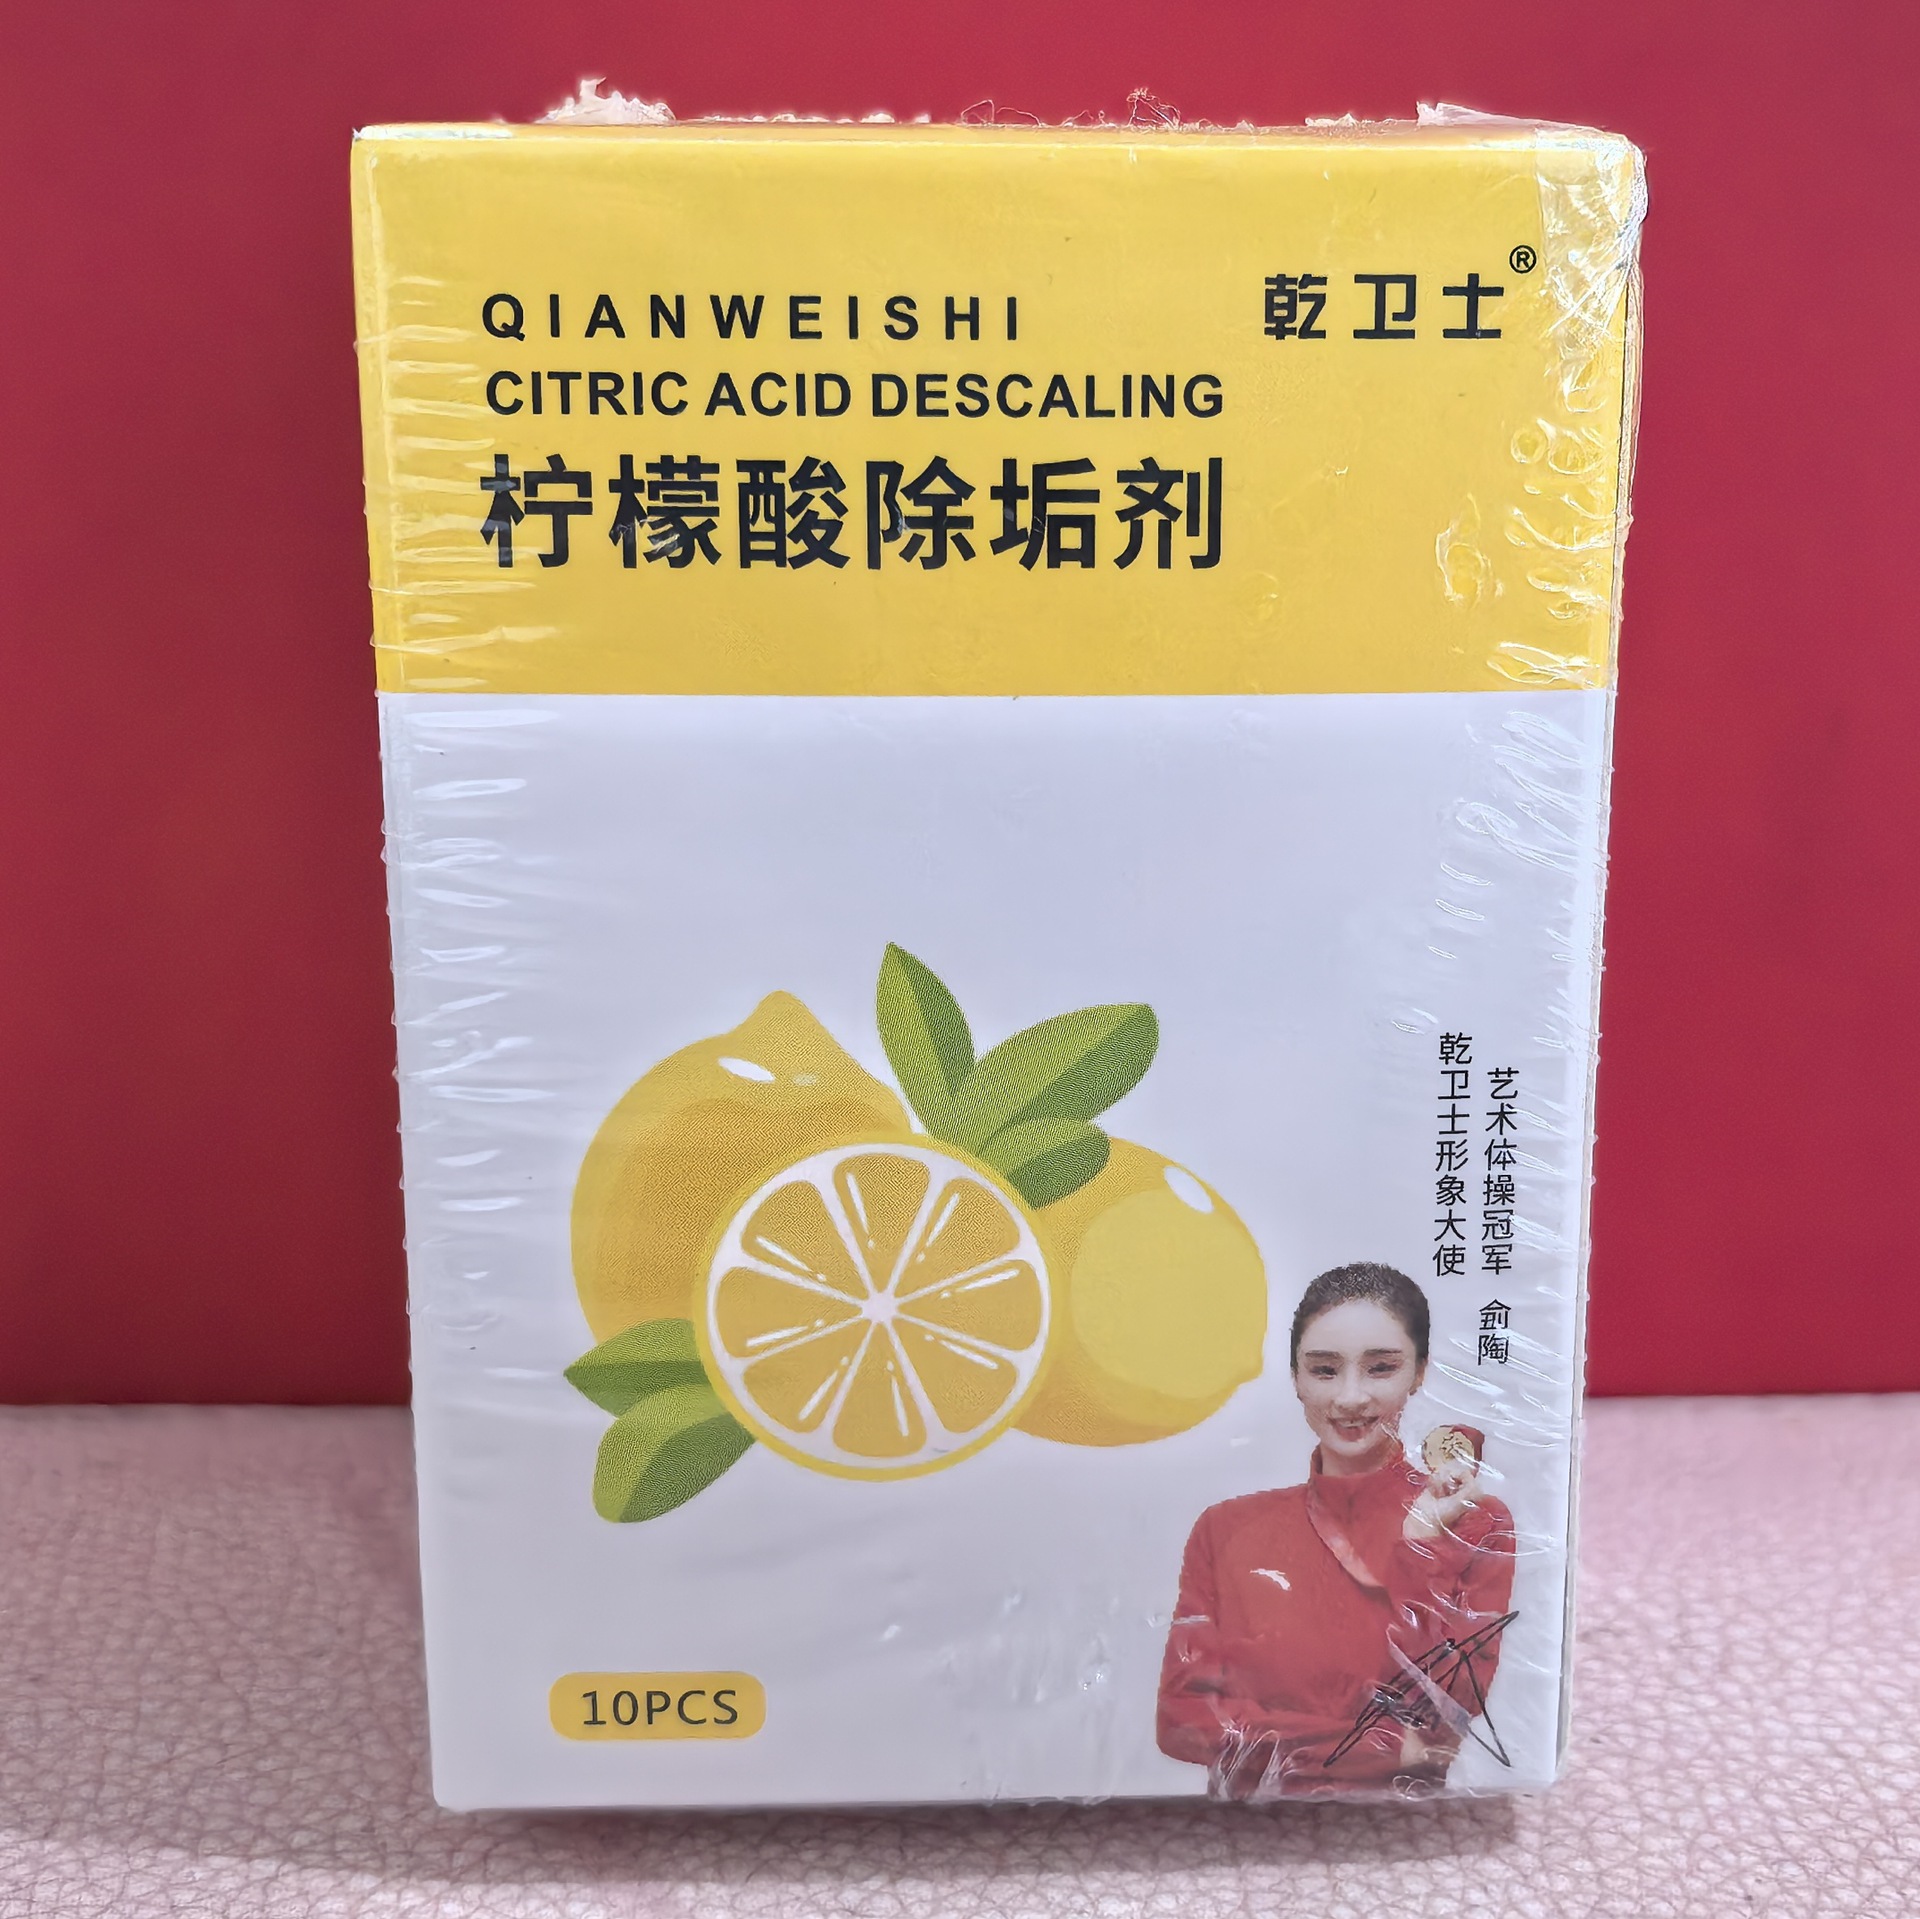 QIANWEISHI
乾卫士®
CITRIC ACID DESCALING
柠檬酸除垢剂
艺术体操冠军 俞陶
乾卫士形象大使
10PCS